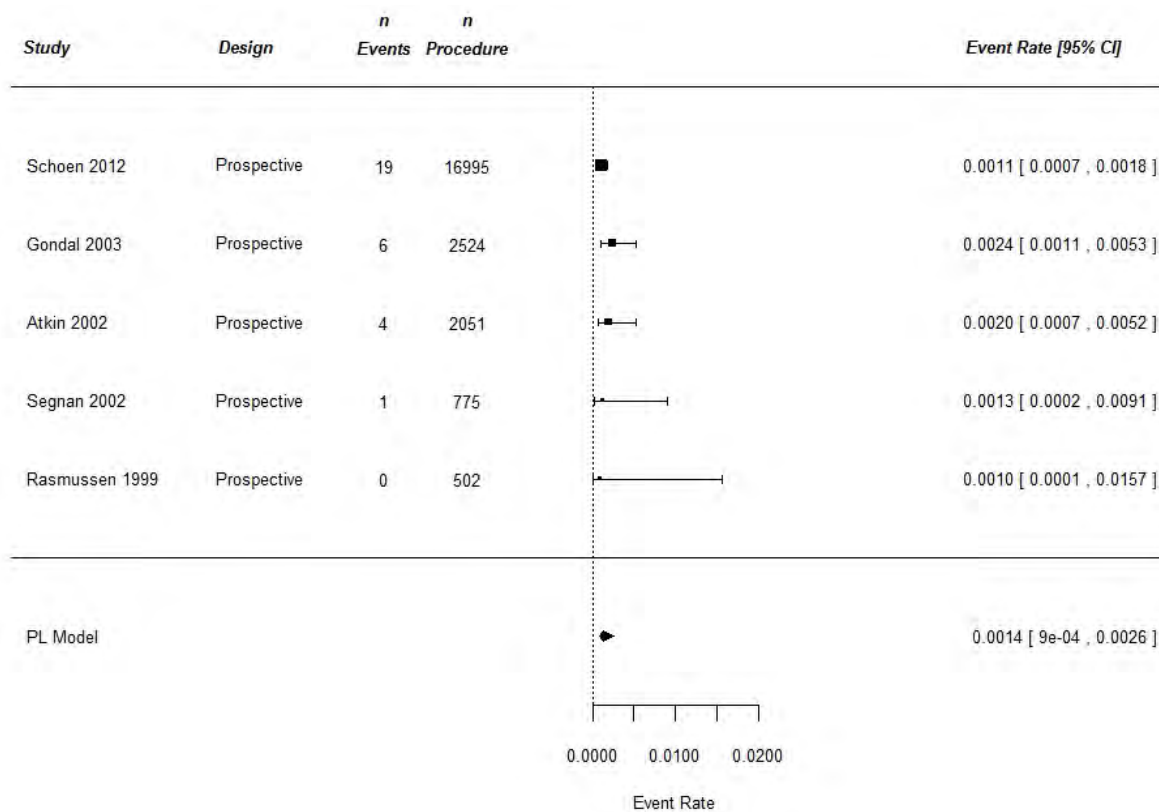 n n
Study Design Events Procedure Event Rate [95% CI]
Schoen 2012 Prospective 19 16995 0.0011 [ 0.0007 , 0.0018 ]
Gondal 2003 Prospective 6 2524 0.0024 [ 0.0011 , 0.0053 ]
Atkin 2002 Prospective 4 2051 0.0020 [ 0.0007 , 0.0052 ]
Segnan 2002 Prospective 1 775 0.0013 [ 0.0002 , 0.0091 ]
Rasmussen 1999 Prospective 0 502 0.0010 [ 0.0001 , 0.0157 ]
PL Model 0.0014 [ 9e-04 , 0.0026 ]
0.0000 0.0100 0.0200
Event Rate